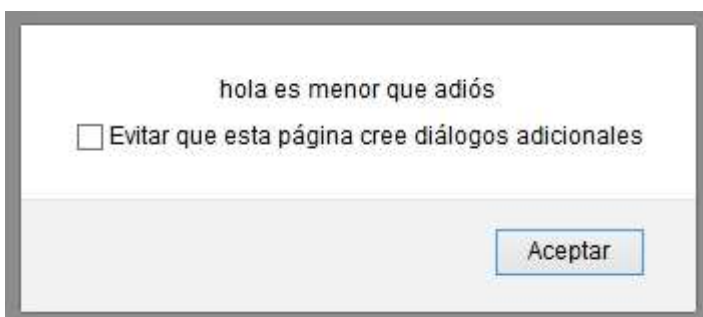 hola es menor que adiós
Evitar que esta página cree diálogos adicionales
Aceptar